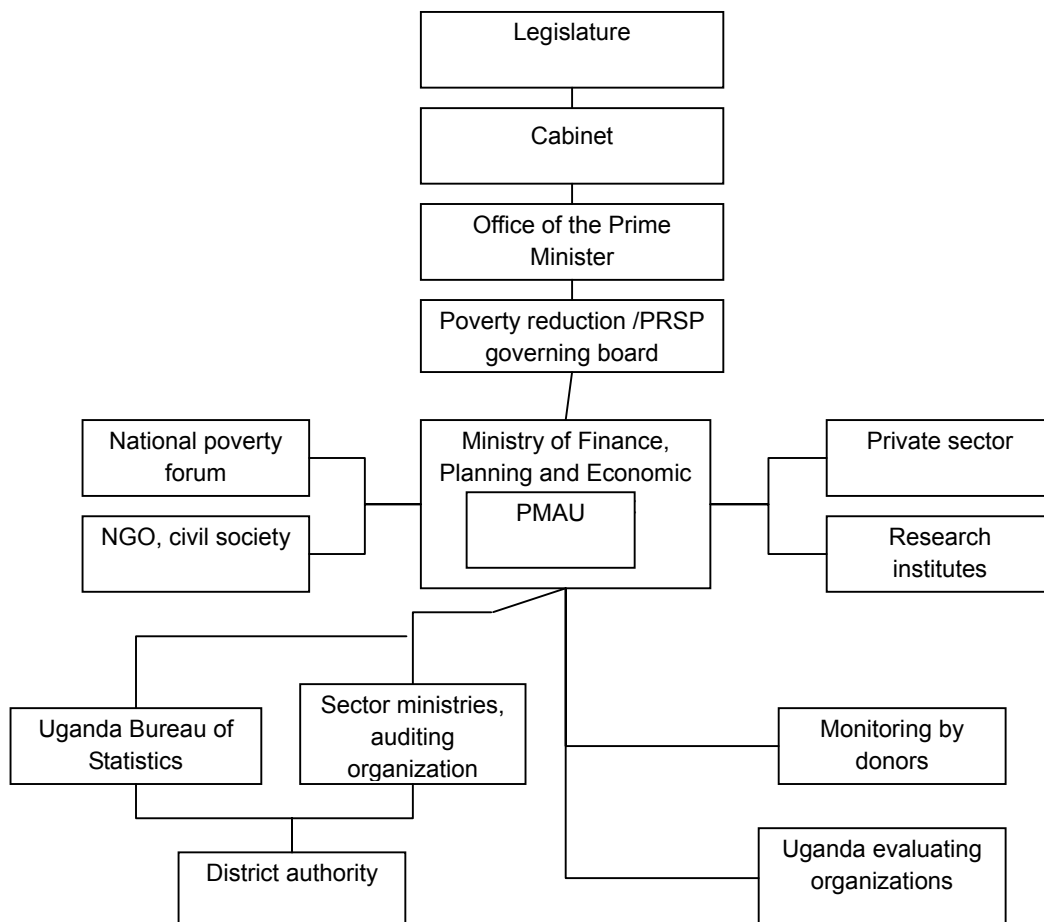 Legislature
Cabinet
Office of the Prime
Minister
Poverty reduction /PRSP
governing board
National poverty
forum
Ministry of Finance,
Planning and Economic
Private sector
PMAU
NGO, civil society
Research
institutes
Uganda Bureau of
Statistics
Sector ministries,
auditing
organization
Monitoring by
donors
District authority
Uganda evaluating
organizations